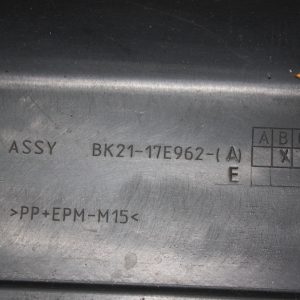 ASSY BK21-17E962-(A) A B
X
E
>PP+EPM-M15<